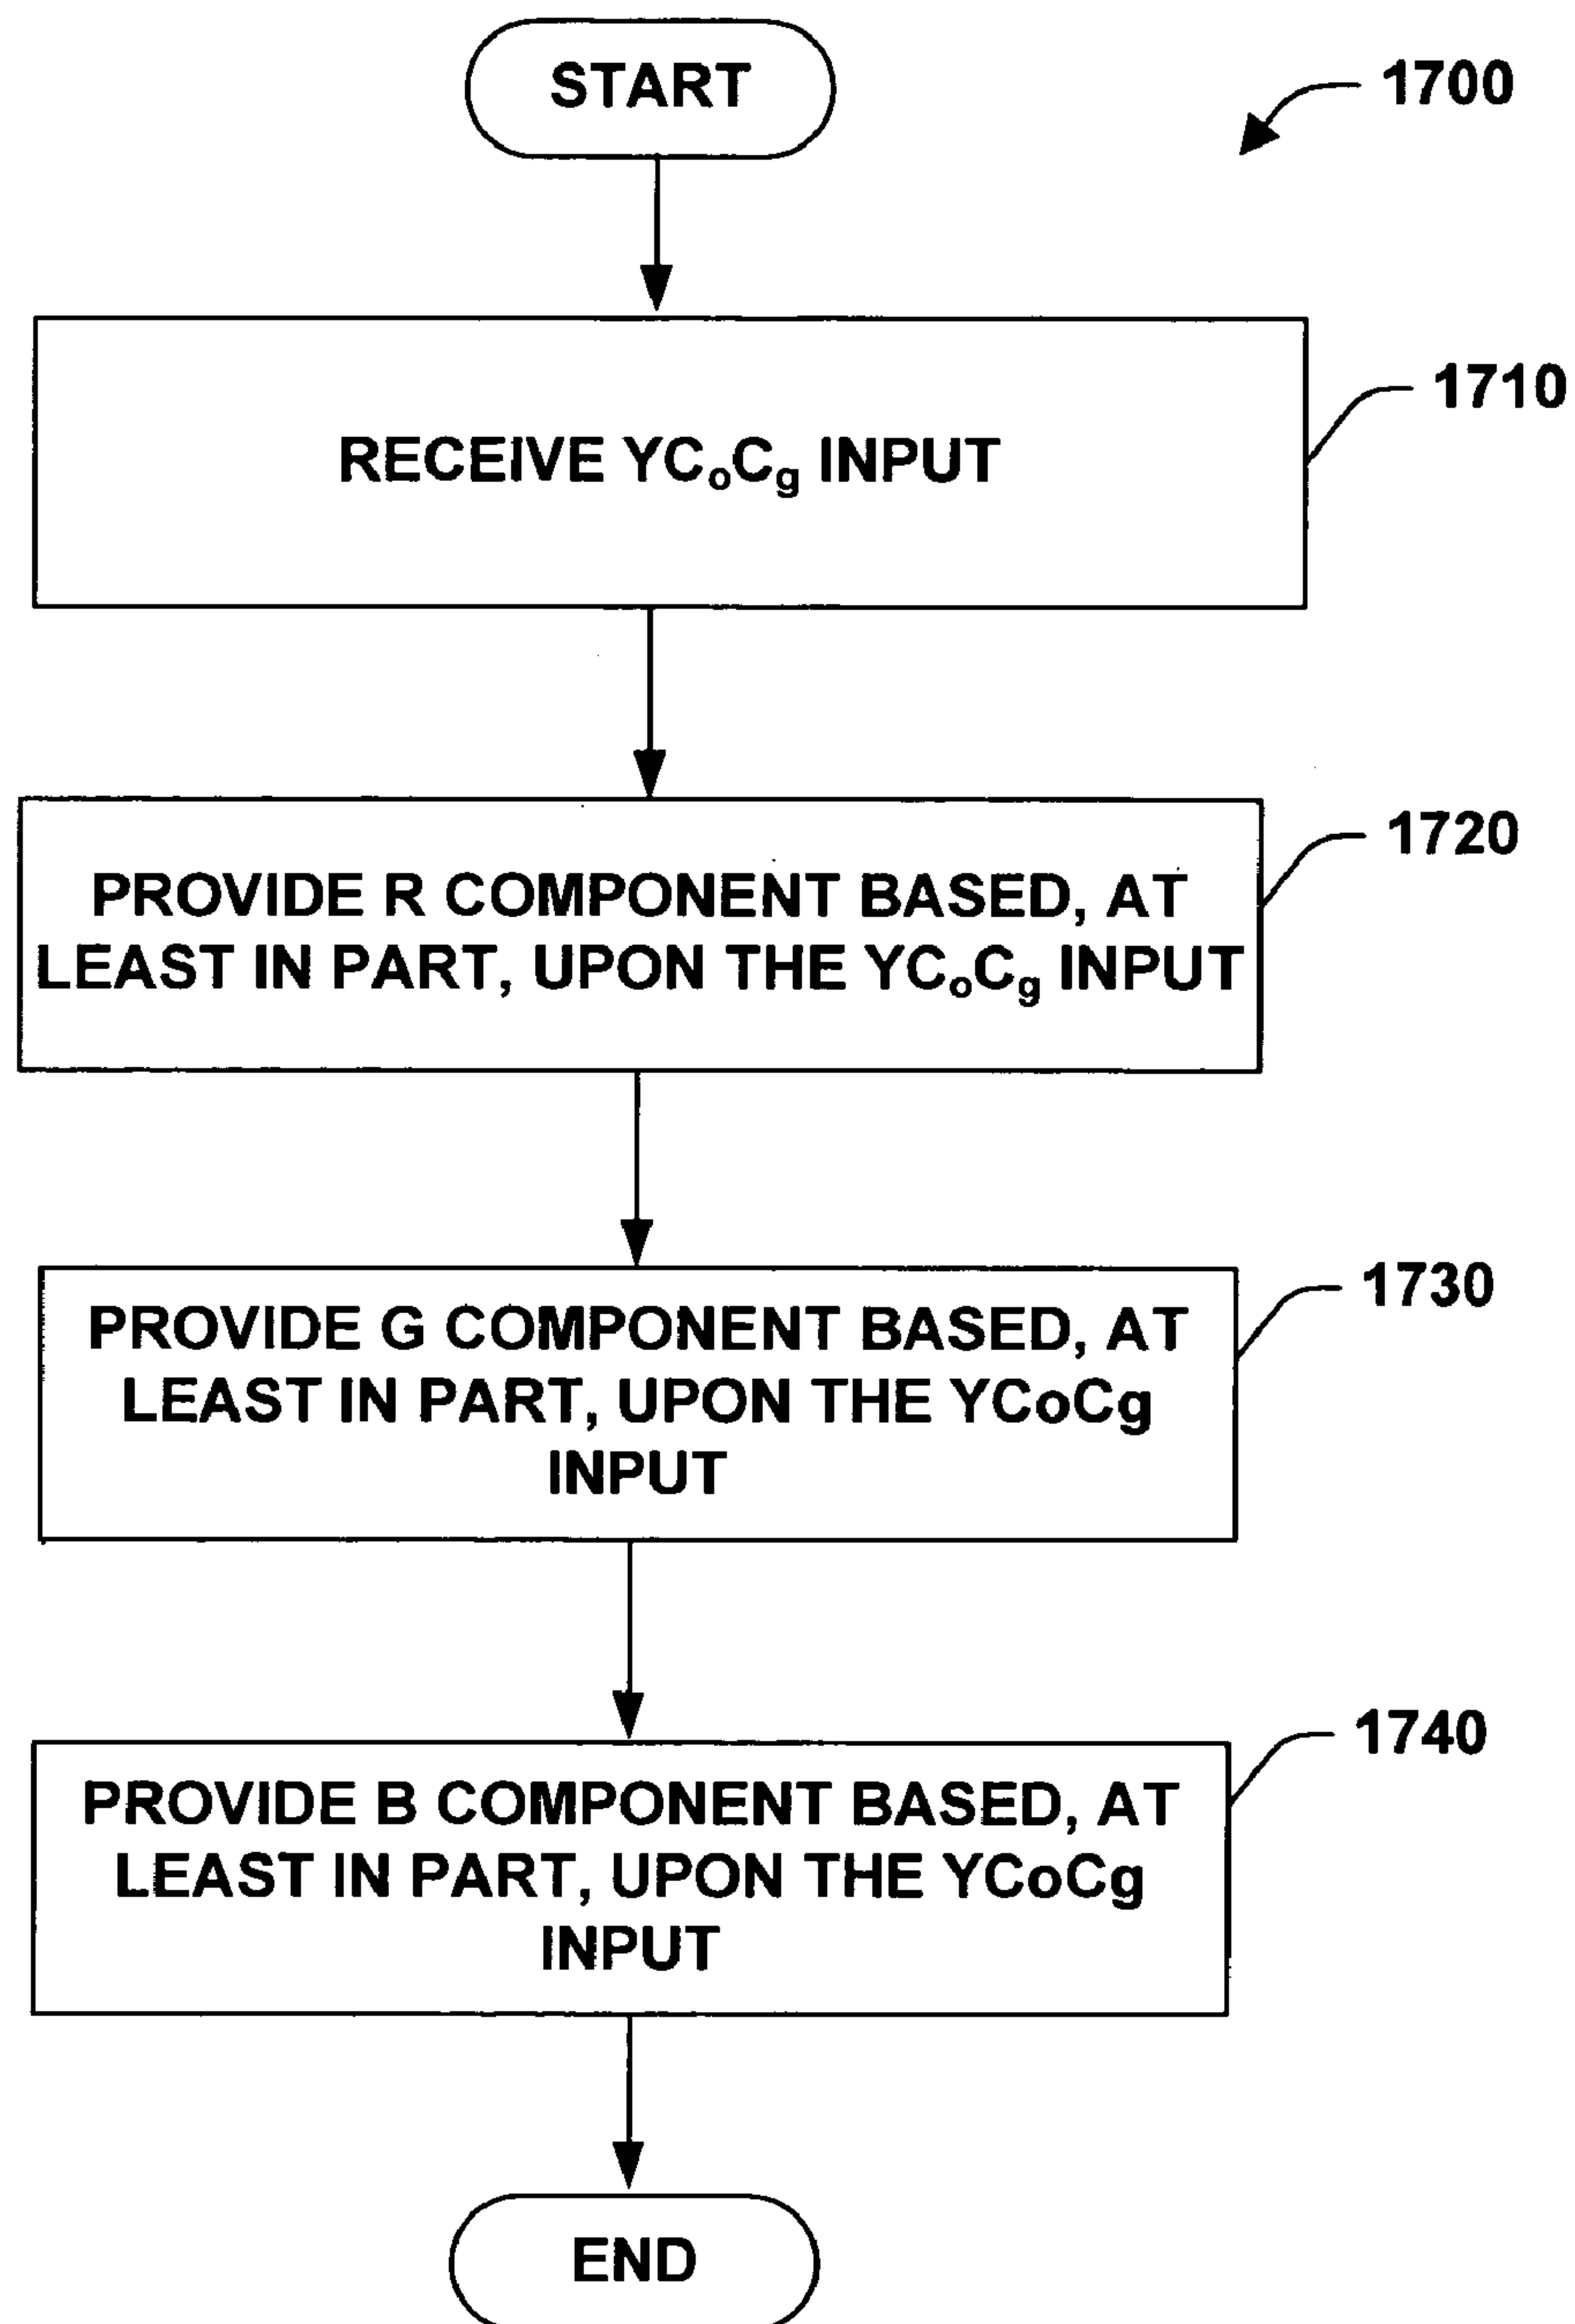 START
1700
1710
RECEIVE YCoCg INPUT
1720
PROVIDE R COMPONENT BASED, AT
LEAST IN PART, UPON THE YCoCg INPUT
1730
PROVIDE G COMPONENT BASED, AT
LEAST IN PART, UPON THE YCoCg
INPUT
1740
PROVIDE B COMPONENT BASED, AT
LEAST IN PART, UPON THE YCoCg
INPUT
END